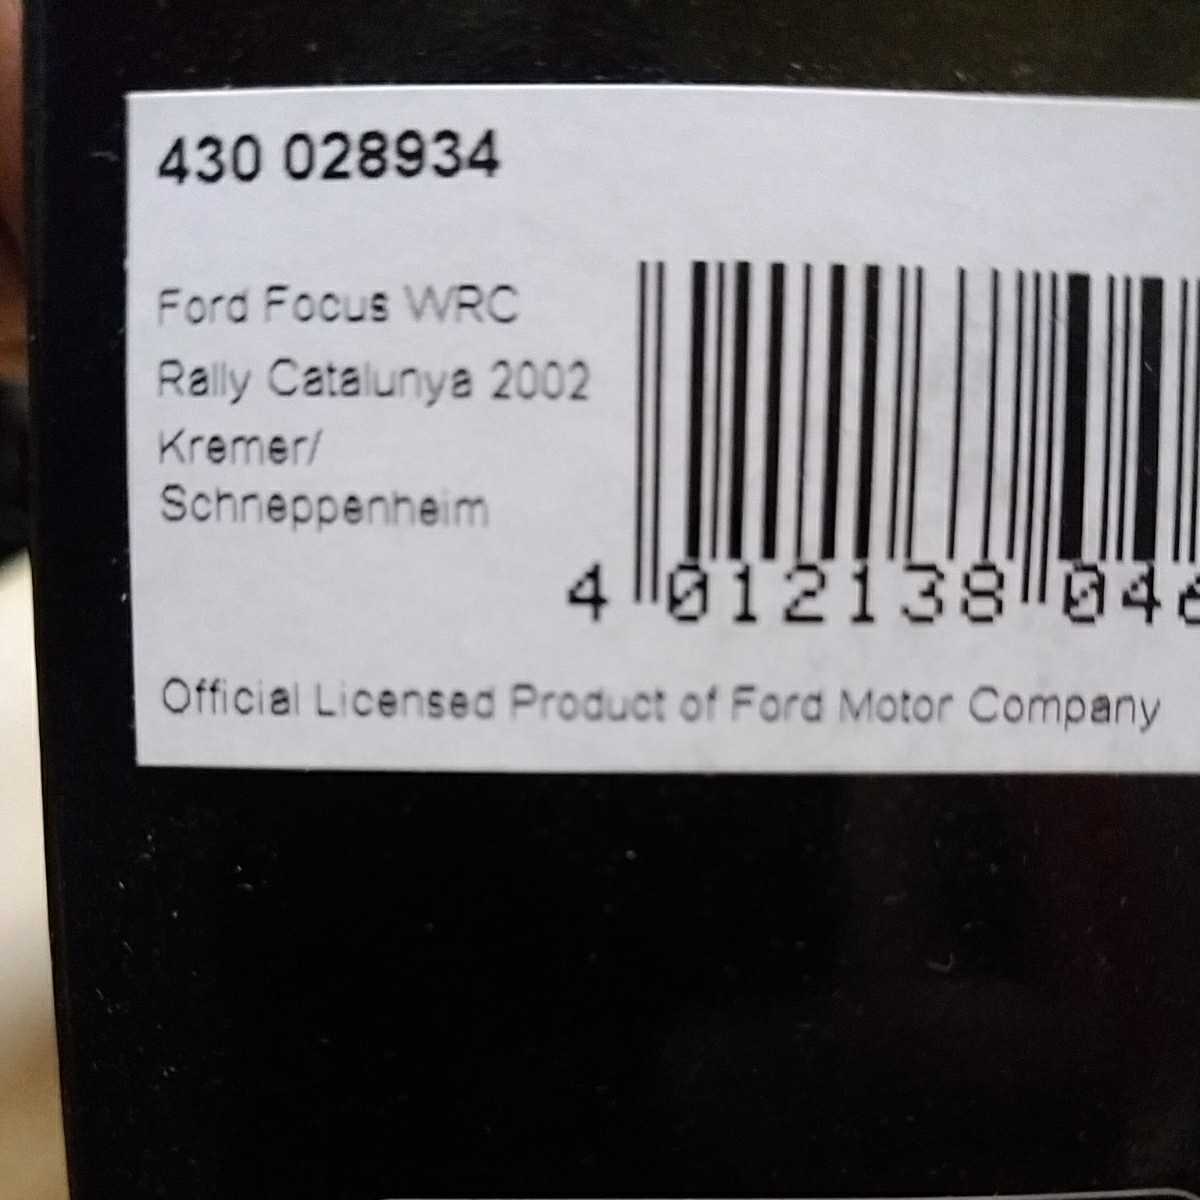 430 028934
Ford Focus WRC
Rally Catalunya 2002
Kremer/
Schneppenheim
4 012138 04
Official Licensed Product of Ford Motor Company